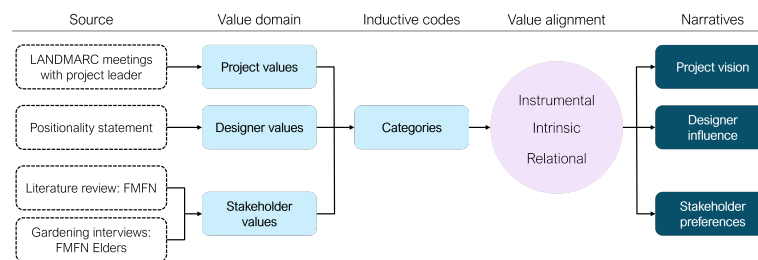 Source
Value domain
Inductive codes
Value alignment
Narratives
LANDMARC meetings
with project leader
Project values
Project vision
Positionality statement
Designer values
Categories
Instrumental
Intrinsic
Relational
Designer
influence
Literature review: FMFN
Gardening interviews:
FMFN Elders
Stakeholder
values
Stakeholder
preferences